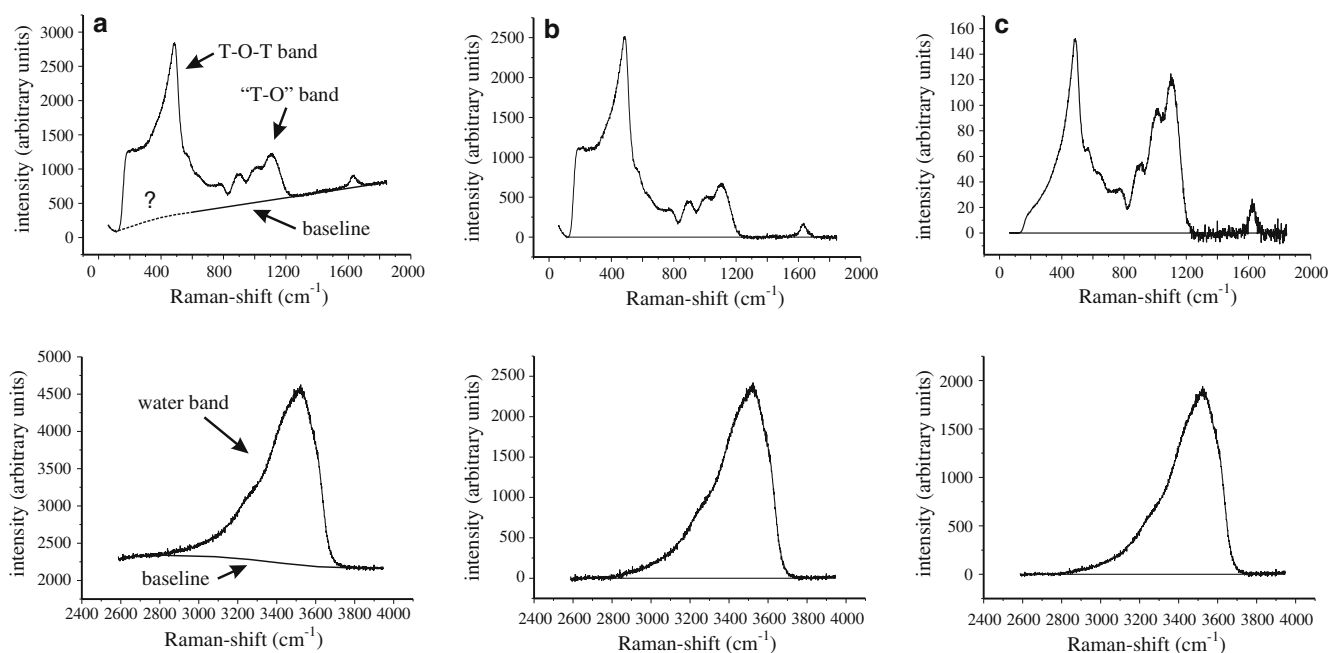 a
intensity (arbitrary units)
3000
2500
2000
1500
1000
500
0
T-O-T band
“T-O” band
?
baseline
0 400 800 1200 1600 2000
Raman-shift (cm-1)
b
intensity (arbitrary units)
2500
2000
1500
1000
500
0
0 400 800 1200 1600 2000
Raman-shift (cm-1)
c
intensity (arbitrary units)
160
140
120
100
80
60
40
20
0
0 400 800 1200 1600 2000
Raman-shift (cm-1)
intensity (arbitrary units)
5000
4500
4000
3500
3000
2500
2000
water band
baseline
2400 2600 3000 3200 3400 3600 4000
Raman-shift (cm-1)
intensity (arbitrary units)
2500
2000
1500
1000
500
0
2400 2600 2800 3000 3200 3400 3600 3800 4000
Raman-shift (cm-1)
intensity (arbitrary units)
2000
1500
1000
500
0
2400 2600 3000 3200 3400 3600 4000
Raman-shift (cm-1)